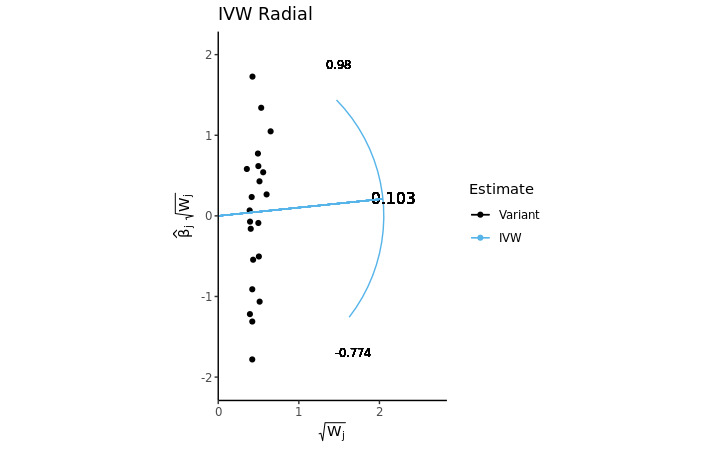 IVW Radial
2
1
0
-1
-2
0
1
2
β̂j √Wj
√Wj
0.98
0.103
-0.774
Estimate
Variant
IVW